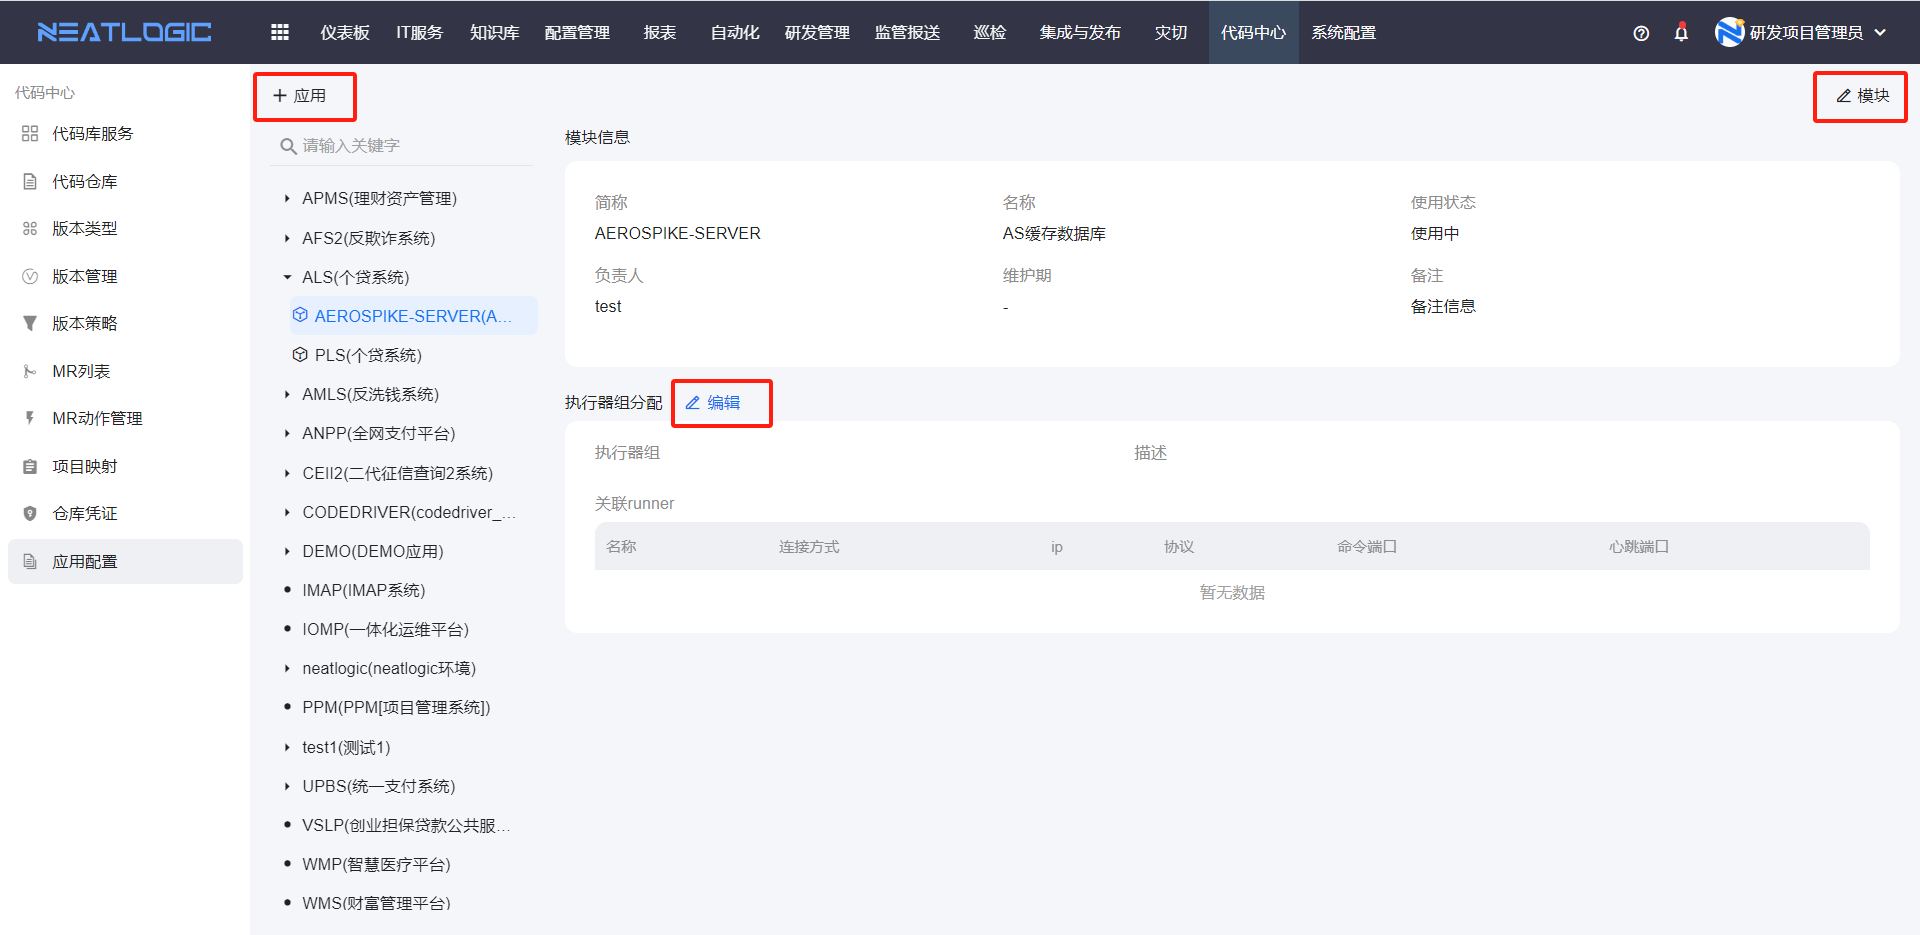 NEATLOGIC
仪表板 IT服务 知识库 配置管理 报表 自动化 研发管理 监管报送 巡检 集成与发布 灾切 代码中心 系统配置
研发项目管理员
代码中心
代码库服务
代码仓库
版本类型
版本管理
版本策略
MR列表
MR动作管理
项目映射
仓库凭证
应用配置
应用
请输入关键字
APMS(理财资产管理)
AFS2(反欺诈系统)
ALS(个贷系统)
AEROSPIKE-SERVER(A...
PLS(个贷系统)
AMLS(反洗钱系统)
ANPP(全网支付平台)
CEII2(二代征信查询2系统)
CODEDRIVER(codedriver_...
DEMO(DEMO应用)
IMAP(IMAP系统)
IOMP(一体化运维平台)
neatlogic(neatlogic环境)
PPM(PPM[项目管理系统])
test1(测试1)
UPBS(统一支付系统)
VSLP(创业担保贷款公共服...
WMP(智慧医疗平台)
WMS(财富管理平台)
模块
模块信息
简称 名称 使用状态
AEROSPIKE-SERVER AS缓存数据库 使用中
负责人 维护期 备注
test - 备注信息
执行器组分配 编辑
执行器组 描述
关联runner
名称 连接方式 ip 协议 命令端口 心跳端口
暂无数据